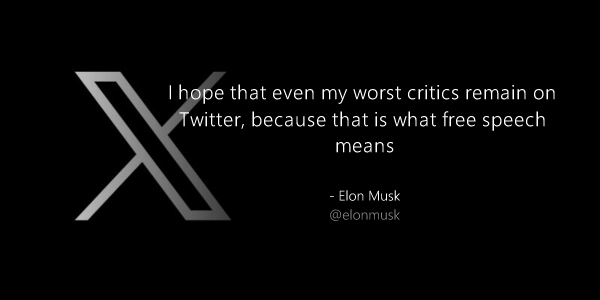 I hope that even my worst critics remain on
Twitter, because that is what free speech
means
- Elon Musk
@elonmusk